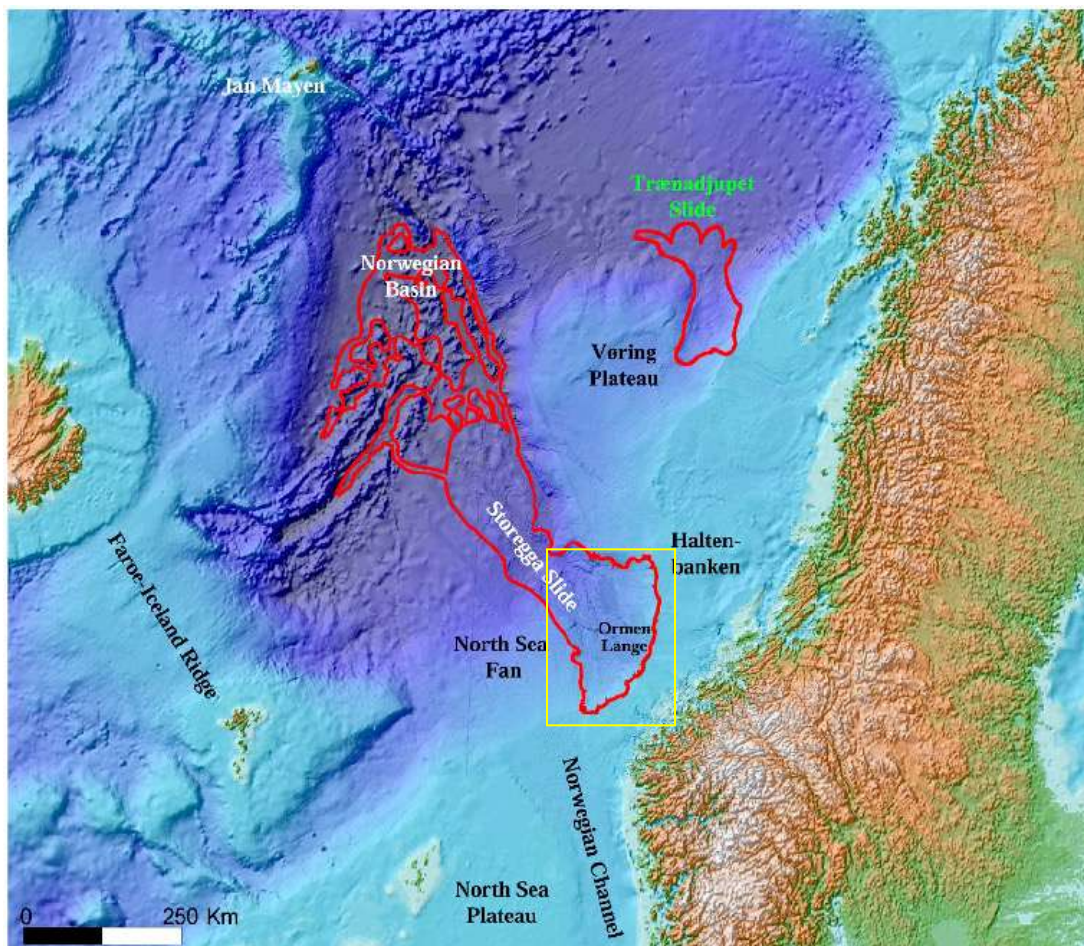 Jan Mayen
Trænadjupet
Slide
Norwegian
Basin
Vøring
Plateau
Storegga Slide
Halten-
banken
Ormen
Lange
North Sea
Fan
Faroe-Iceland Ridge
Norwegian Channel
North Sea
Plateau
0 250 Km